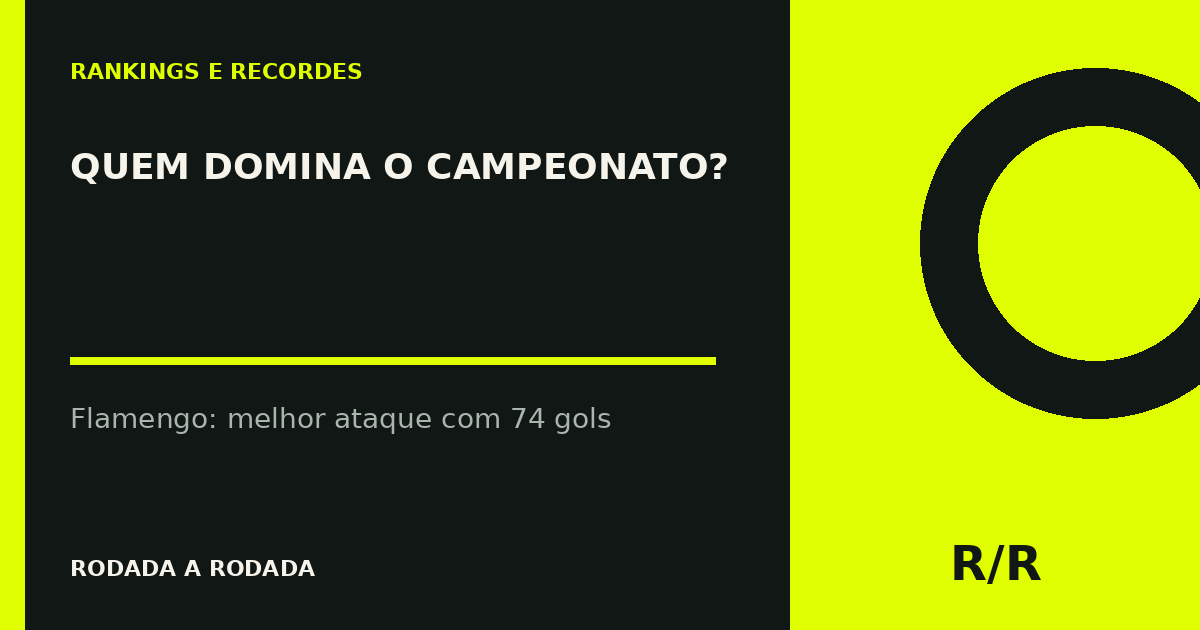 RANKINGS E RECORDES
QUEM DOMINA O CAMPEONATO?
Flamengo: melhor ataque com 74 gols
RODADA A RODADA
R/R